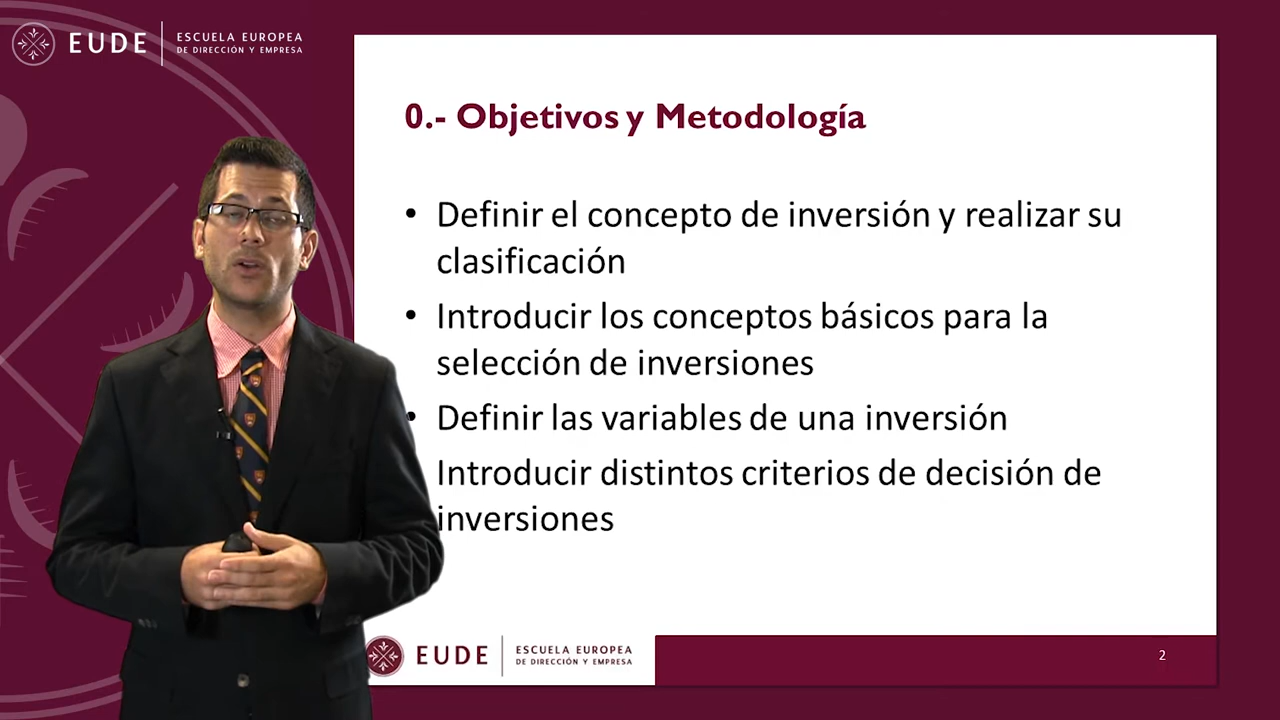 EUDE
ESCUELA EUROPEA
DE DIRECCIÓN Y EMPRESA
0.- Objetivos y Metodología
• Definir el concepto de inversión y realizar su
clasificación
• Introducir los conceptos básicos para la
selección de inversiones
• Definir las variables de una inversión
Introducir distintos criterios de decisión de
inversiones
EUDE
ESCUELA EUROPEA
DE DIRECCIÓN Y EMPRESA
2